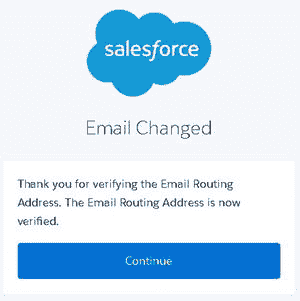 salesforce
Email Changed
Thank you for verifying the Email Routing
Address. The Email Routing Address is now
verified.
Continue